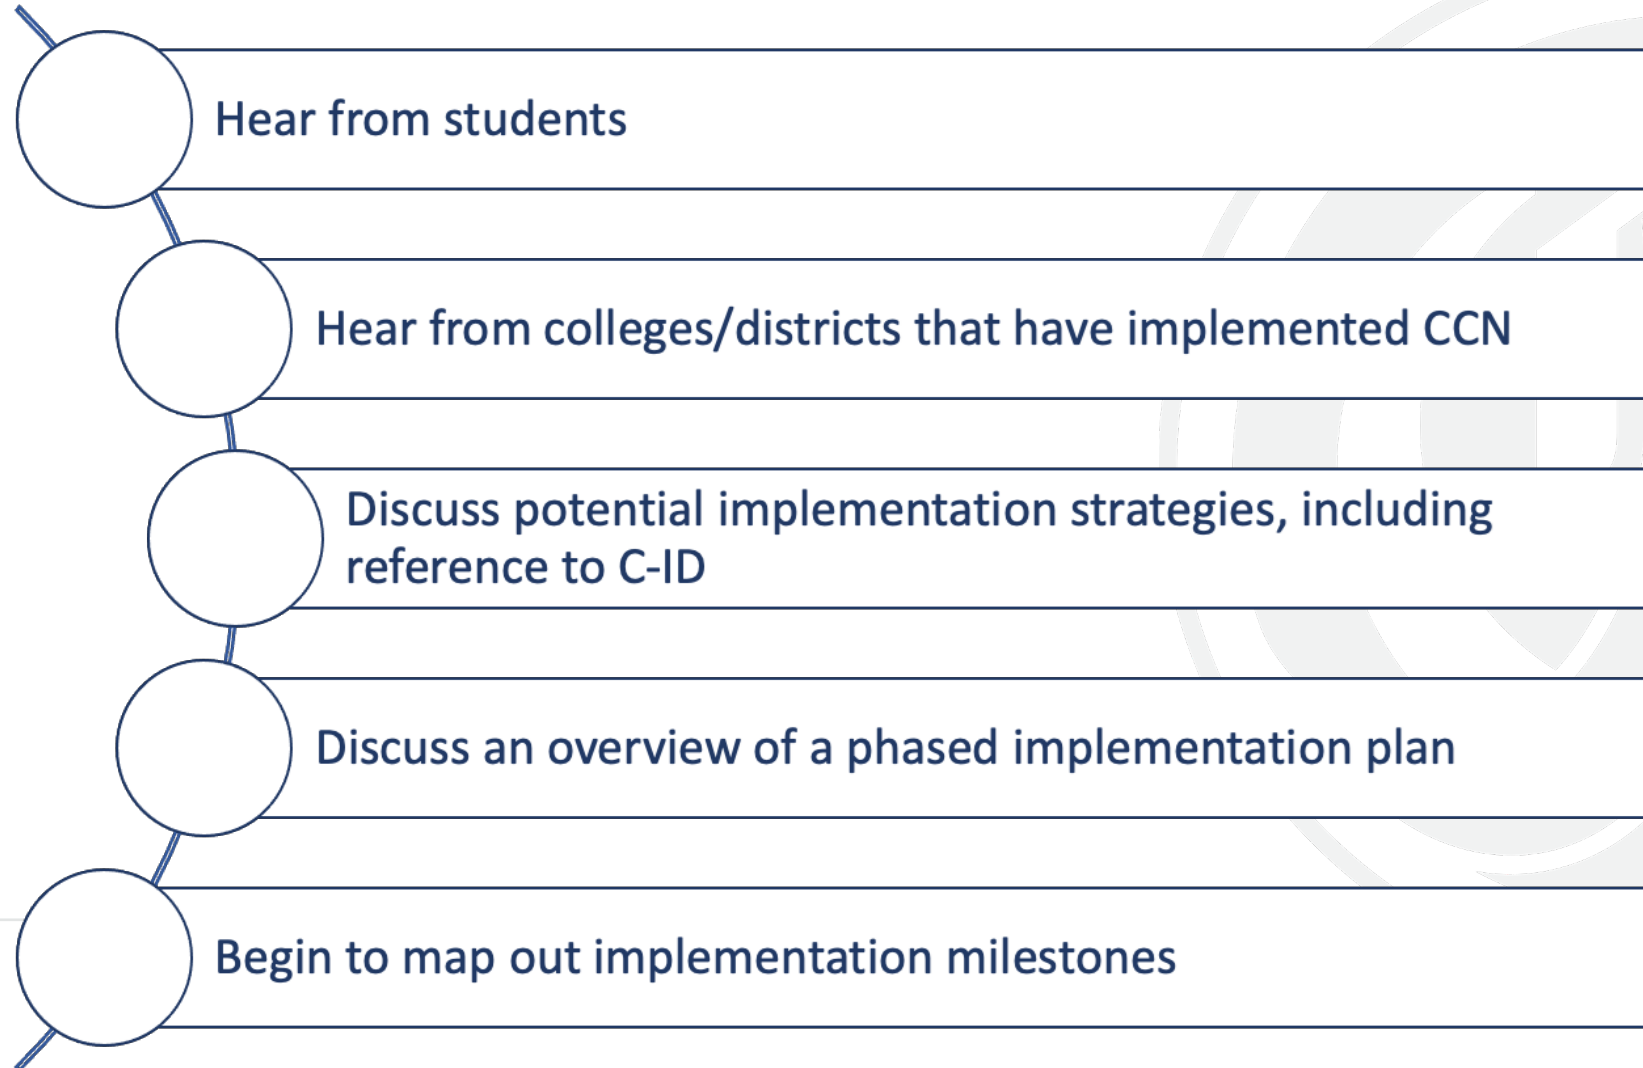 Hear from students
Hear from colleges/districts that have implemented CCN
Discuss potential implementation strategies, including
reference to C-ID
Discuss an overview of a phased implementation plan
Begin to map out implementation milestones